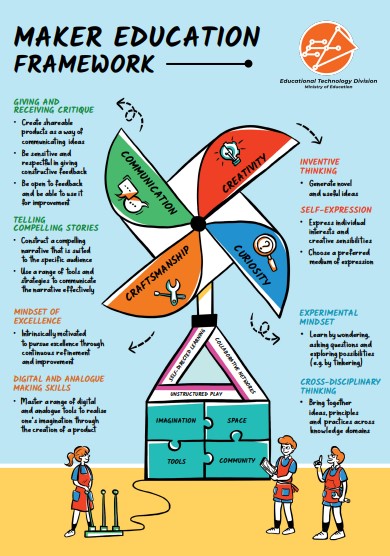 MAKER EDUCATION
FRAMEWORK
Educational Technology Division
Ministry of Education
GIVING AND
RECEIVING CRITIQUE
• Create shareable
products as a way of
communicating ideas
• Be sensitive and
respectful in giving
constructive feedback
• Be open to feedback
and be able to use it
for improvement
TELLING
COMPELLING STORIES
• Construct a compelling
narrative that is suited
to the specific audience
• Use a range of tools and
strategies to communicate
the narrative effectively
MINDSET OF
EXCELLENCE
• Intrinsically motivated
to pursue excellence through
continuous refinement
and improvement
DIGITAL AND ANALOGUE
MAKING SKILLS
• Master a range of digital
and analogue tools to realise
one's imagination through
the creation of a product
COMMUNICATION
CREATIVITY
CRAFTSMANSHIP
CURIOSITY
INVENTIVE
THINKING
• Generate novel
and useful ideas
SELF-EXPRESSION
• Express individual
interests and
creative sensibilities
• Choose a preferred
medium of expression
EXPERIMENTAL
MINDSET
• Learn by wondering,
asking questions and
exploring possibilities
(e.g. by tinkering)
CROSS-DISCIPLINARY
THINKING
• Bring together
ideas, principles
and practices across
knowledge domains
SELF-DIRECTED LEARNING
COLLABORATIVE NETWORKS
UNSTRUCTURED PLAY
IMAGINATION
SPACE
TOOLS
COMMUNITY